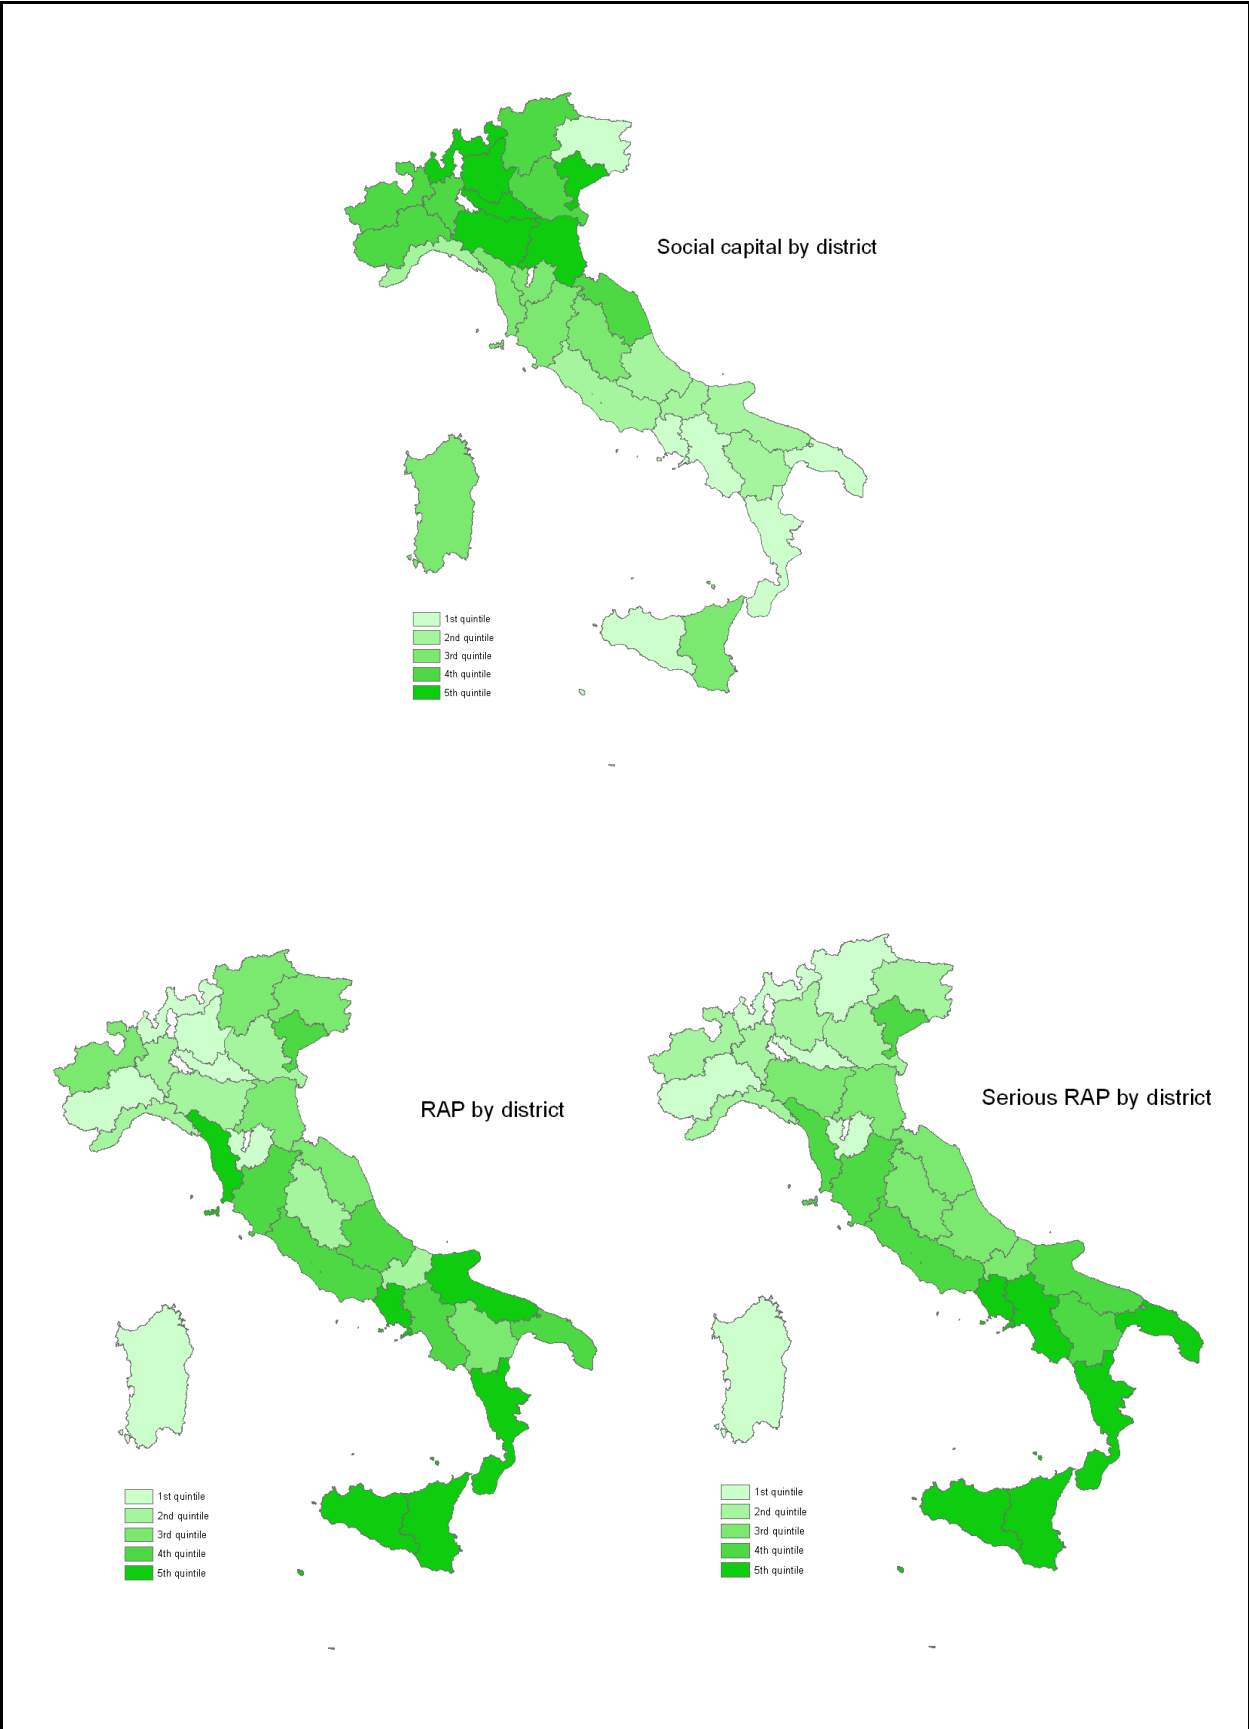 Social capital by district
1st quintile
2nd quintile
3rd quintile
4th quintile
5th quintile
RAP by district
1st quintile
2nd quintile
3rd quintile
4th quintile
5th quintile
Serious RAP by district
1st quintile
2nd quintile
3rd quintile
4th quintile
5th quintile